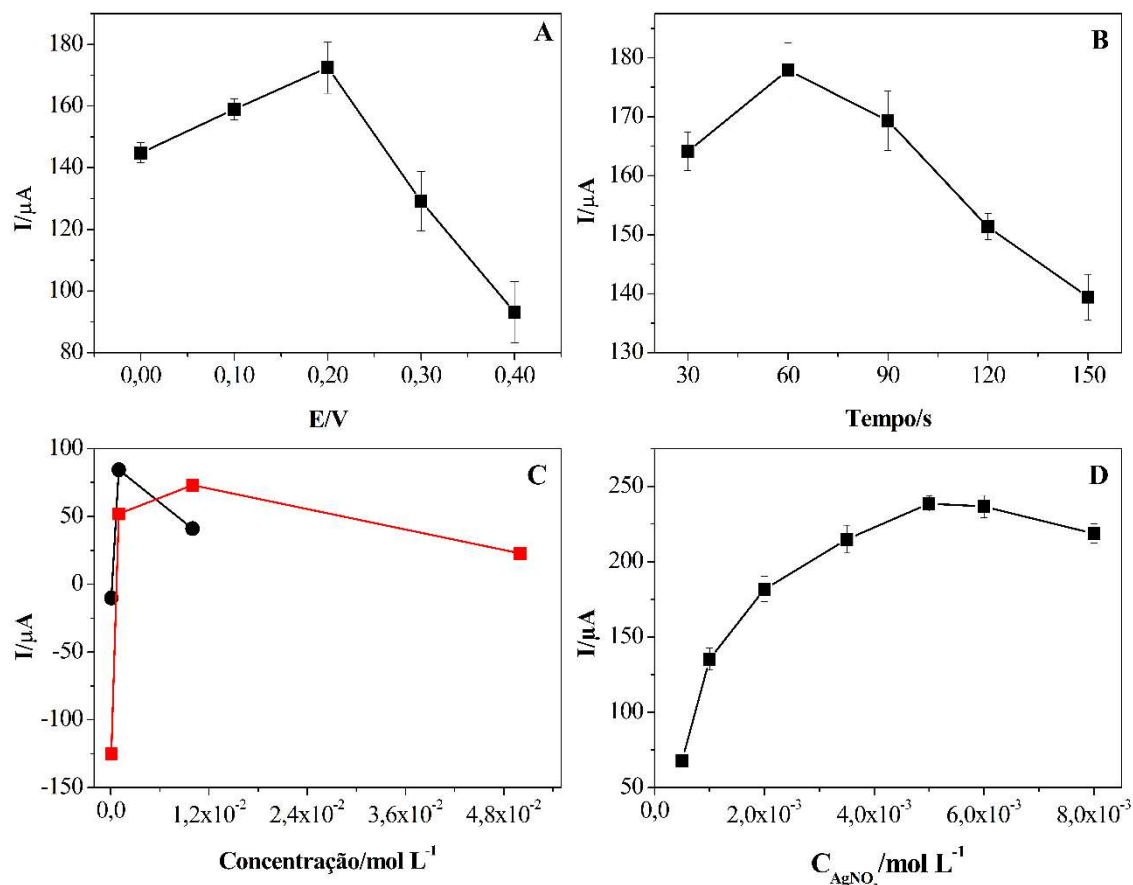 A
180
160
140
120
100
80
I/µA
0,00 0,10 0,20 0,30 0,40
E/V
B
180
170
160
150
140
130
I/µA
30 60 90 120 150
Tempo/s
C
100
50
0
-50
-100
-150
I/µA
0,0 1,2x10⁻² 2,4x10⁻² 3,6x10⁻² 4,8x10⁻²
Concentração/mol L⁻¹
D
250
200
150
100
50
I/µA
0,0 2,0x10⁻³ 4,0x10⁻³ 6,0x10⁻³ 8,0x10⁻³
C AgNO /mol L⁻¹